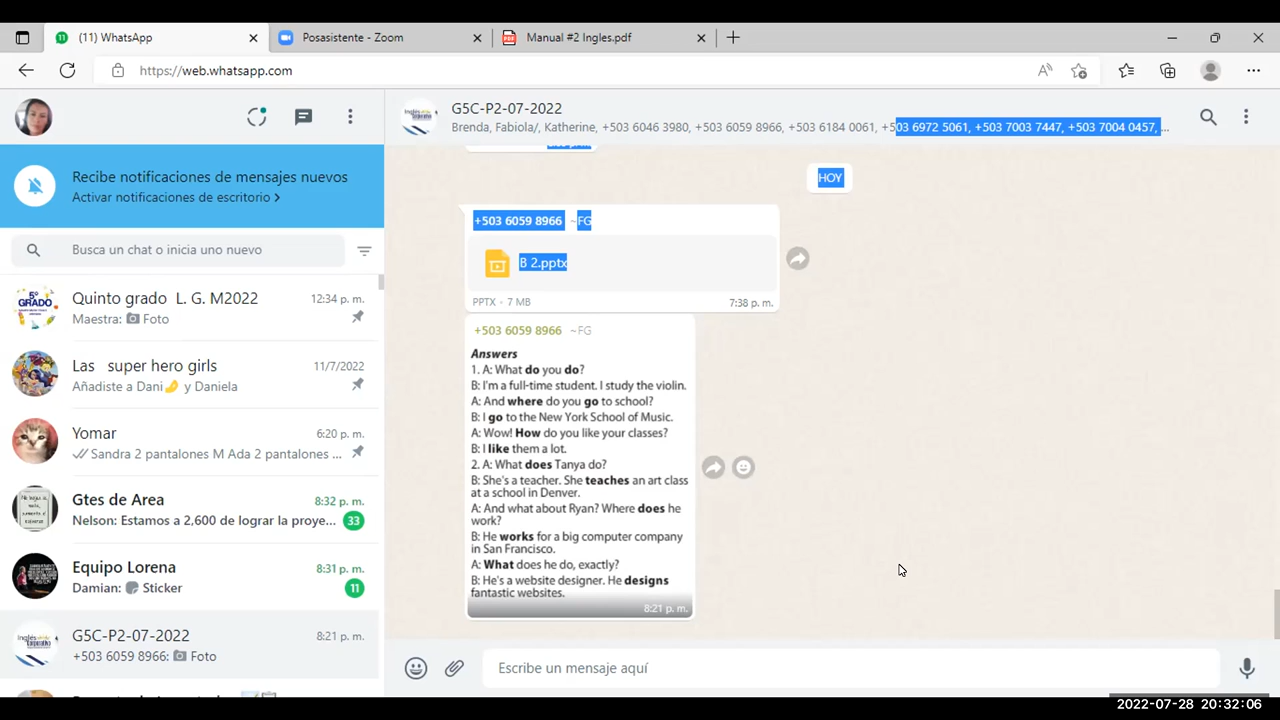 (11) WhatsApp
Posasistente - Zoom
Manual #2 Ingles.pdf
https://web.whatsapp.com
G5C-P2-07-2022
Brenda, Fabiola/, Katherine, +503 6046 3980, +503 6059 8966, +503 6184 0061, +503 6972 5061, +503 7003 7447, +503 7004 0457, ...
Recibe notificaciones de mensajes nuevos
Activar notificaciones de escritorio >
Busca un chat o inicia uno nuevo
Quinto grado L. G. M2022 12:34 p. m.
Maestra: Foto
Las super hero girls 11/7/2022
Añadiste a Dani y Daniela
Yomar 6:20 p. m.
Sandra 2 pantalones M Ada 2 pantalones ...
Gtes de Area 8:32 p. m.
Nelson: Estamos a 2,600 de lograr la proye... 33
Equipo Lorena 8:31 p. m.
Damian: Sticker 11
G5C-P2-07-2022 8:21 p. m.
+503 6059 8966: Foto
HOY
+503 6059 8966 ~FG
B 2.pptx
PPTX • 7 MB 7:38 p. m.
+503 6059 8966 ~FG
Answers
1. A: What do you do?
B: I'm a full-time student. I study the violin.
A: And where do you go to school?
B: I go to the New York School of Music.
A: Wow! How do you like your classes?
B: I like them a lot.
2. A: What does Tanya do?
B: She's a teacher. She teaches an art class
at a school in Denver.
A: And what about Ryan? Where does he
work?
B: He works for a big computer company
in San Francisco.
A: What does he do, exactly?
B: He's a website designer. He designs
fantastic websites.
8:21 p. m.
Escribe un mensaje aquí
2022-07-28 20:32:06